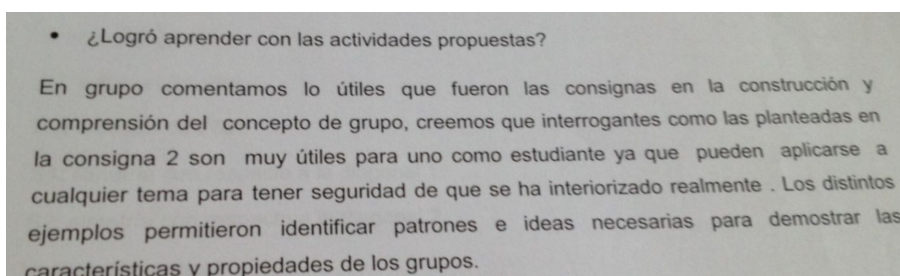 • ¿Logró aprender con las actividades propuestas?
En grupo comentamos lo útiles que fueron las consignas en la construcción y
comprensión del concepto de grupo, creemos que interrogantes como las planteadas en
la consigna 2 son muy útiles para uno como estudiante ya que pueden aplicarse a
cualquier tema para tener seguridad de que se ha interiorizado realmente . Los distintos
ejemplos permitieron identificar patrones e ideas necesarias para demostrar las
características y propiedades de los grupos.